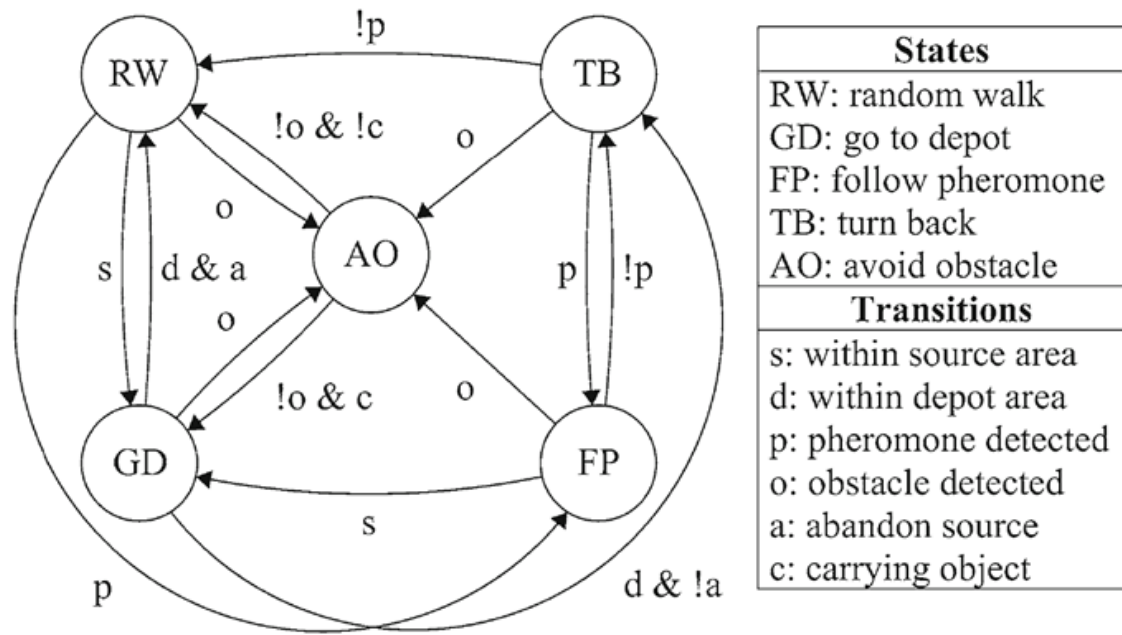 !p
RW
TB
!o & !c
o
o
AO
s
d & a
p
!p
o
!o & c
o
GD
FP
s
p
d & !a
States
RW: random walk
GD: go to depot
FP: follow pheromone
TB: turn back
AO: avoid obstacle
Transitions
s: within source area
d: within depot area
p: pheromone detected
o: obstacle detected
a: abandon source
c: carrying object